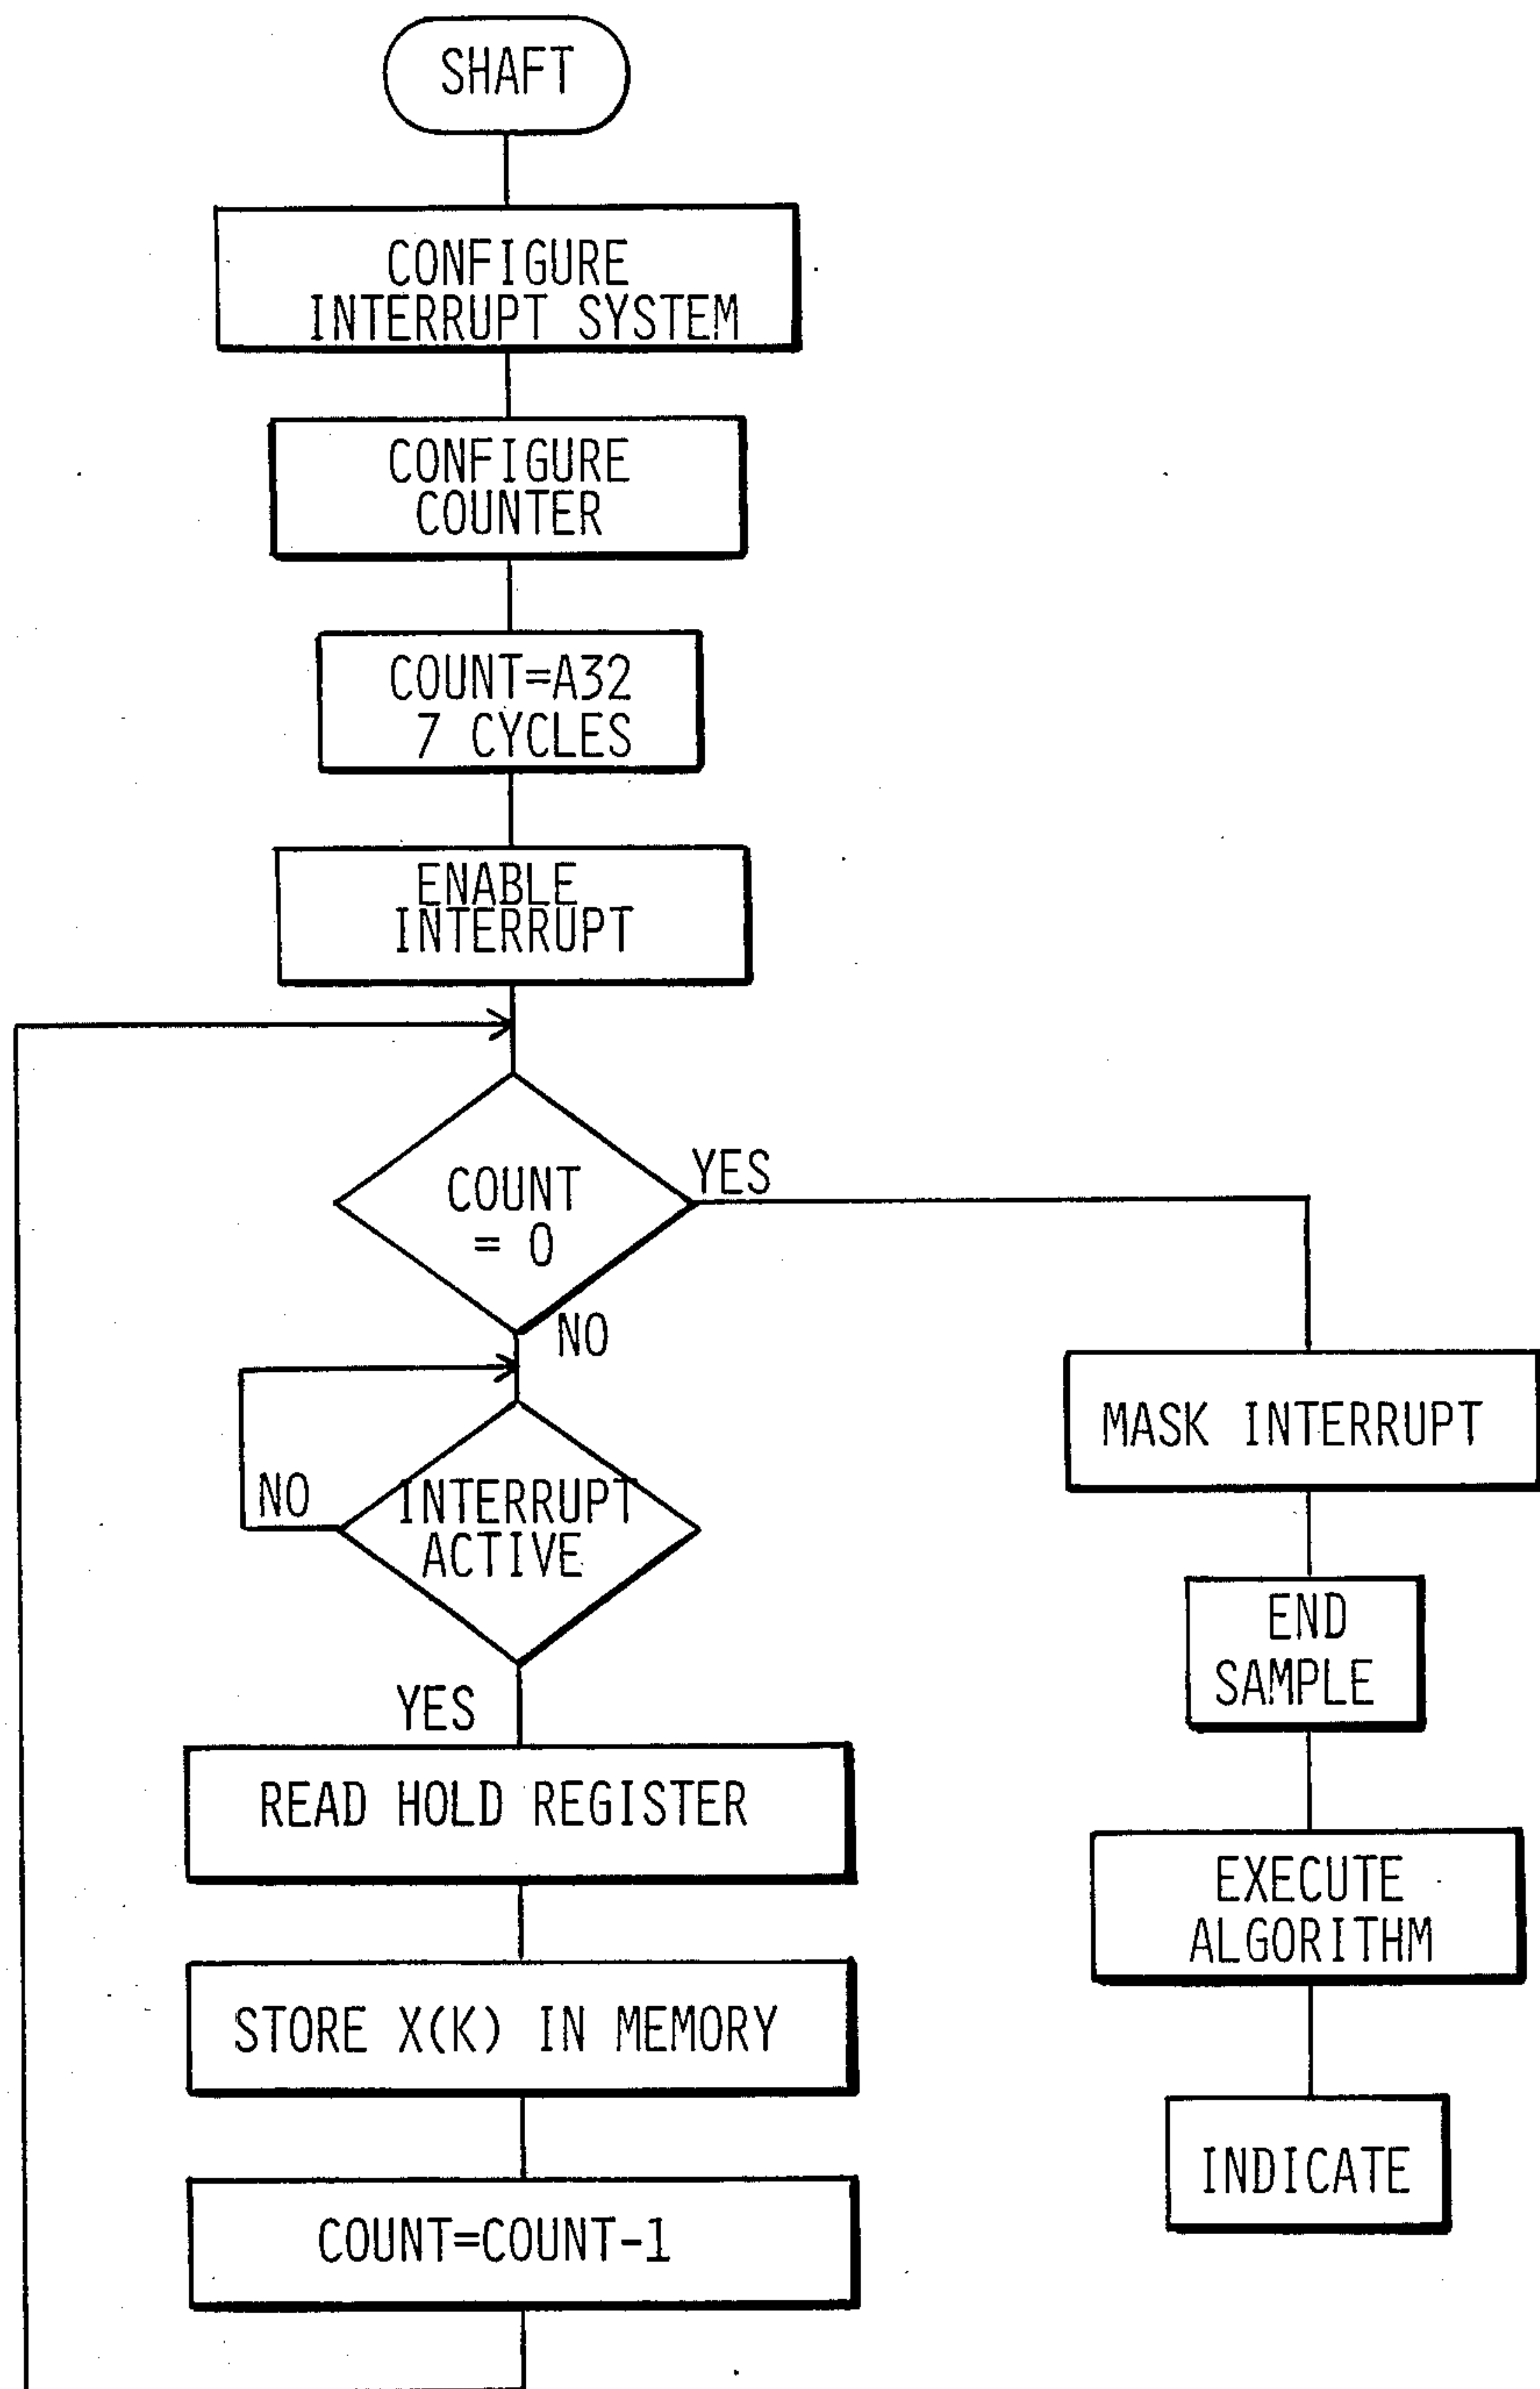 SHAFT
CONFIGURE
INTERRUPT SYSTEM
CONFIGURE
COUNTER
COUNT=A32
7 CYCLES
ENABLE
INTERRUPT
COUNT
= 0
YES
NO
INTERRUPT
ACTIVE
NO
YES
READ HOLD REGISTER
STORE X(K) IN MEMORY
COUNT=COUNT-1
MASK INTERRUPT
END
SAMPLE
EXECUTE
ALGORITHM
INDICATE